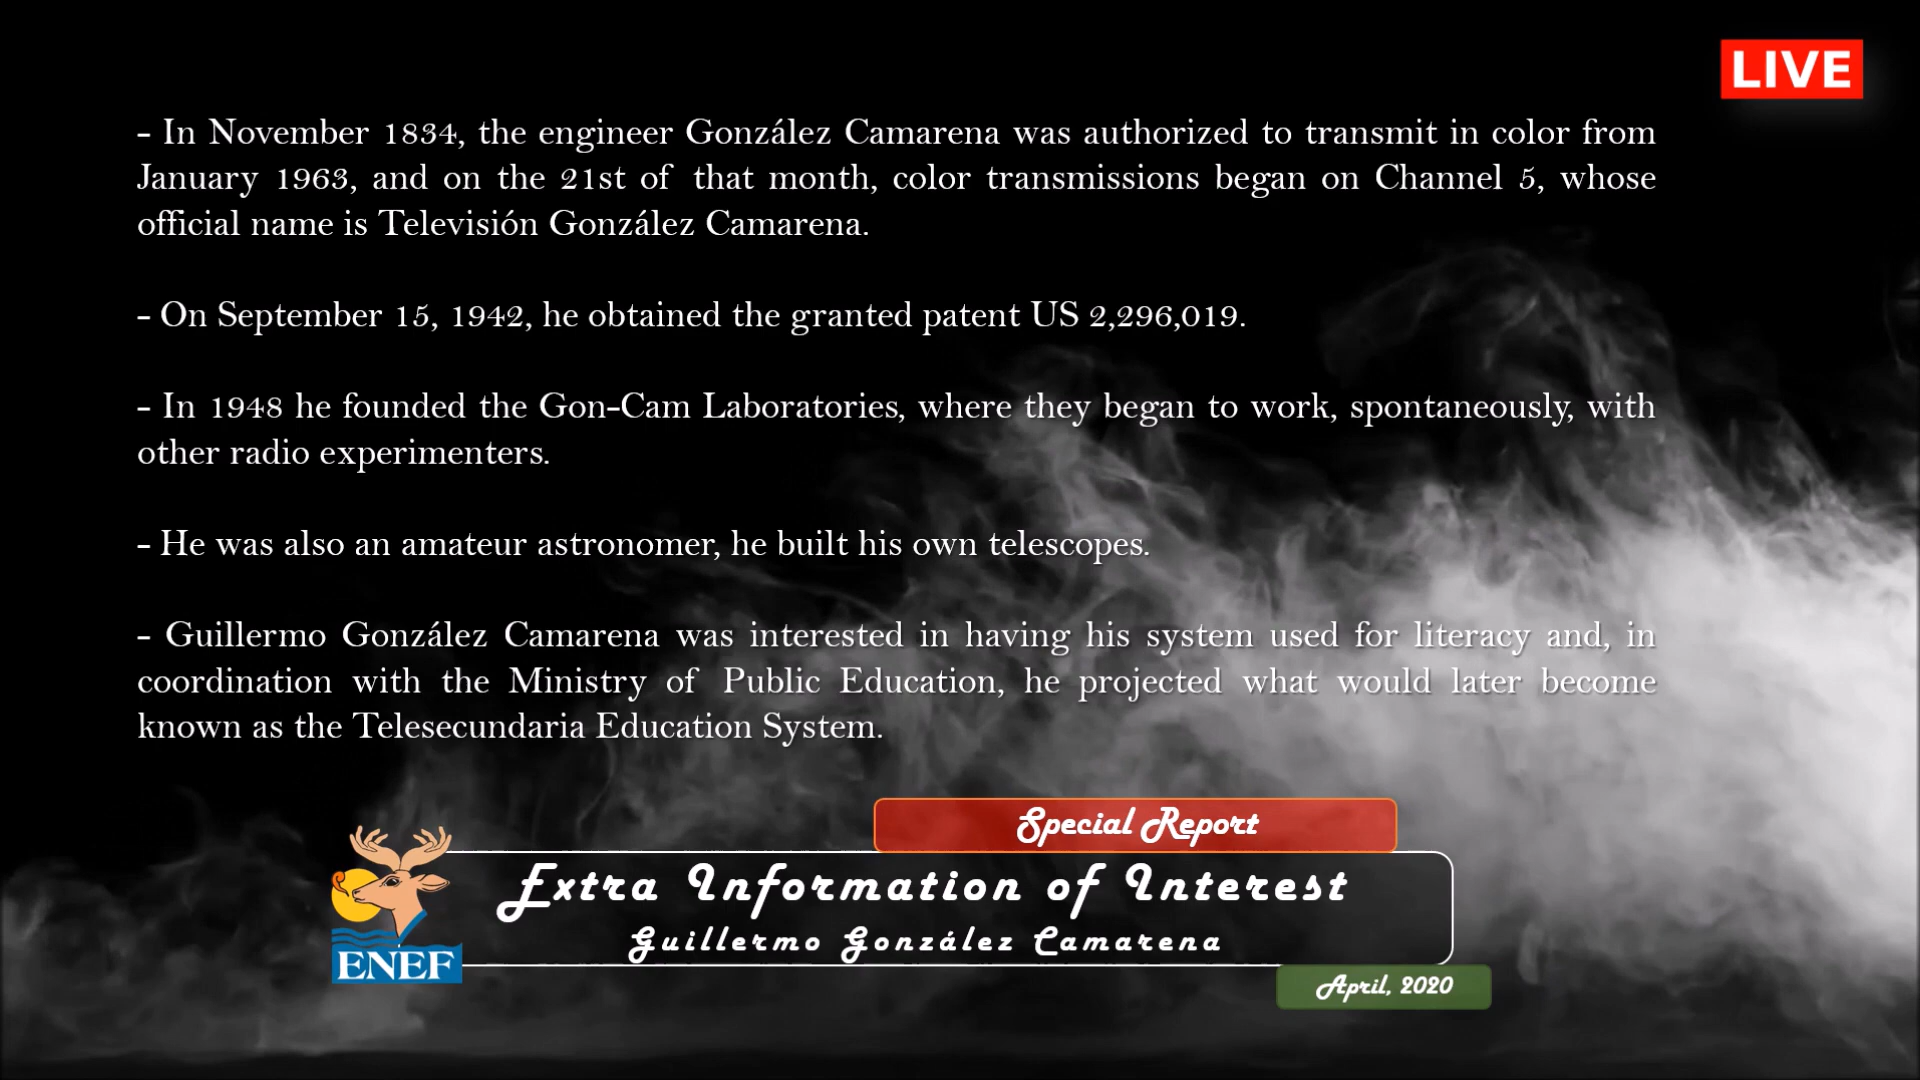 LIVE
- In November 1834, the engineer González Camarena was authorized to transmit in color from
January 1963, and on the 21st of that month, color transmissions began on Channel 5, whose
official name is Televisión González Camarena.
- On September 15, 1942, he obtained the granted patent US 2,296,019.
- In 1948 he founded the Gon-Cam Laboratories, where they began to work, spontaneously, with
other radio experimenters.
- He was also an amateur astronomer, he built his own telescopes.
- Guillermo González Camarena was interested in having his system used for literacy and, in
coordination with the Ministry of Public Education, he projected what would later become
known as the Telesecundaria Education System.
Special Report
Extra Information of Interest
Guillermo González Camarena
ENEF
April, 2020